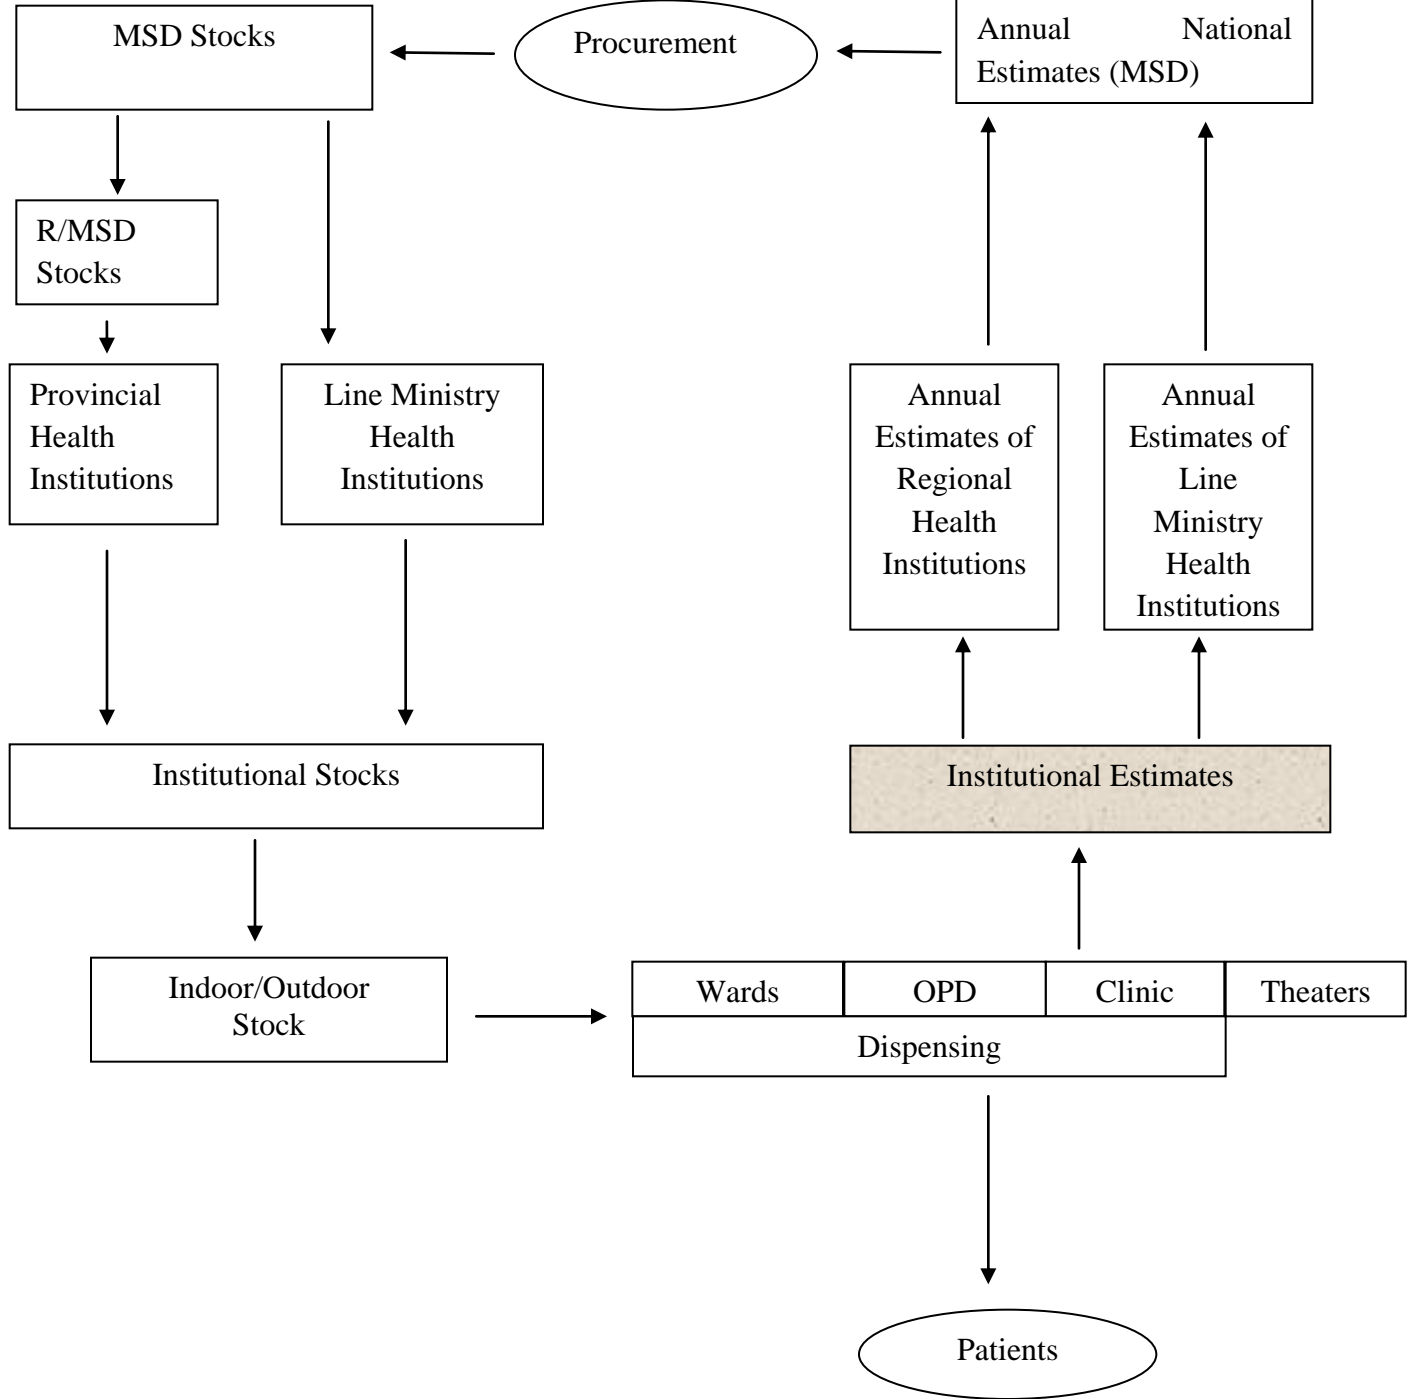 MSD Stocks
Procurement
Annual National
Estimates (MSD)
R/MSD
Stocks
Provincial
Health
Institutions
Line Ministry
Health
Institutions
Annual
Estimates of
Regional
Health
Institutions
Annual
Estimates of
Line
Ministry
Health
Institutions
Institutional Stocks
Institutional Estimates
Indoor/Outdoor
Stock
Wards
OPD
Clinic
Theaters
Dispensing
Patients